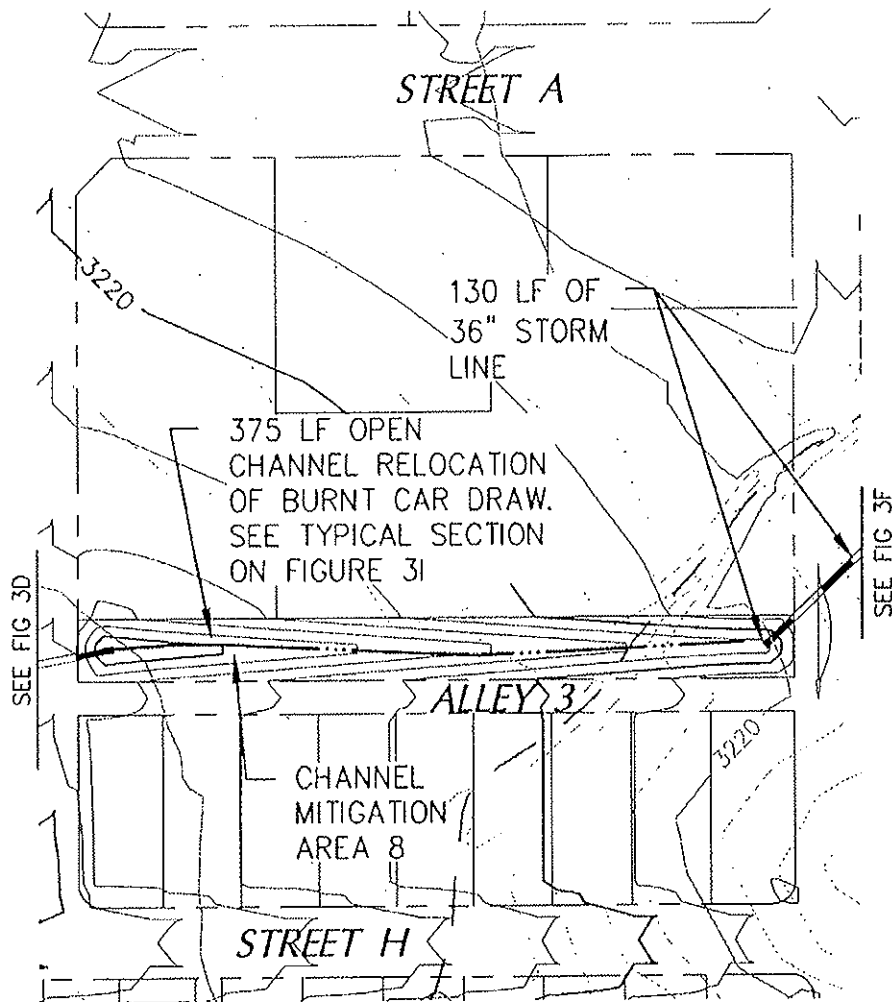 STREET A
3220
130 LF OF
36" STORM
LINE
375 LF OPEN
CHANNEL RELOCATION
OF BURNT CAR DRAW.
SEE TYPICAL SECTION
ON FIGURE 3I
SEE FIG 3F
SEE FIG 3D
ALLEY 3
3220
CHANNEL
MITIGATION
AREA 8
STREET H